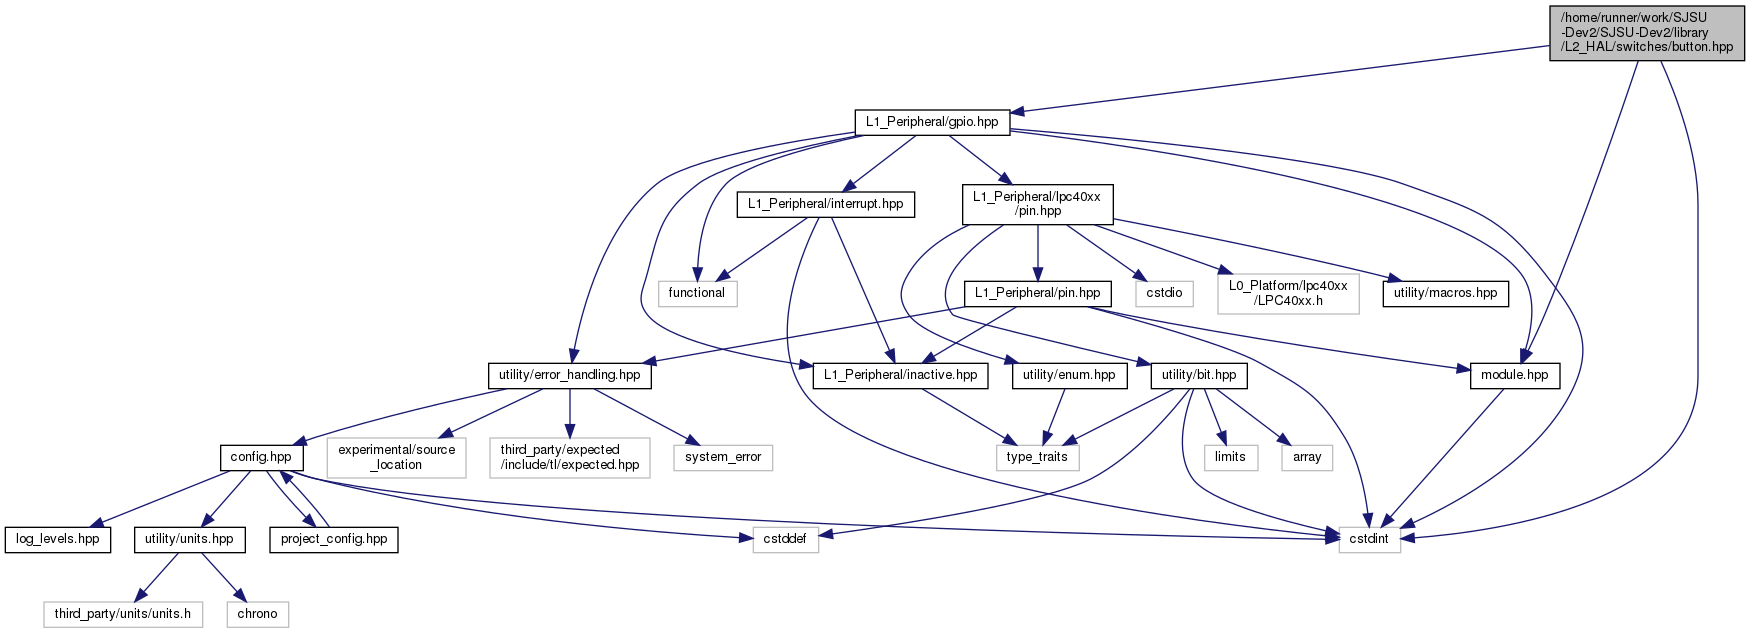 /home/runner/work/SJSU
-Dev2/SJSU-Dev2/library
/L2_HAL/switches/button.hpp
L1_Peripheral/gpio.hpp
L1_Peripheral/interrupt.hpp
L1_Peripheral/lpc40xx
/pin.hpp
functional
L1_Peripheral/pin.hpp
cstdio
L0_Platform/lpc40xx
/LPC40xx.h
utility/macros.hpp
utility/error_handling.hpp
L1_Peripheral/inactive.hpp
utility/enum.hpp
utility/bit.hpp
module.hpp
config.hpp
experimental/source
_location
third_party/expected
/include/tl/expected.hpp
system_error
type_traits
limits
array
log_levels.hpp
utility/units.hpp
project_config.hpp
cstddef
cstdint
third_party/units/units.h
chrono